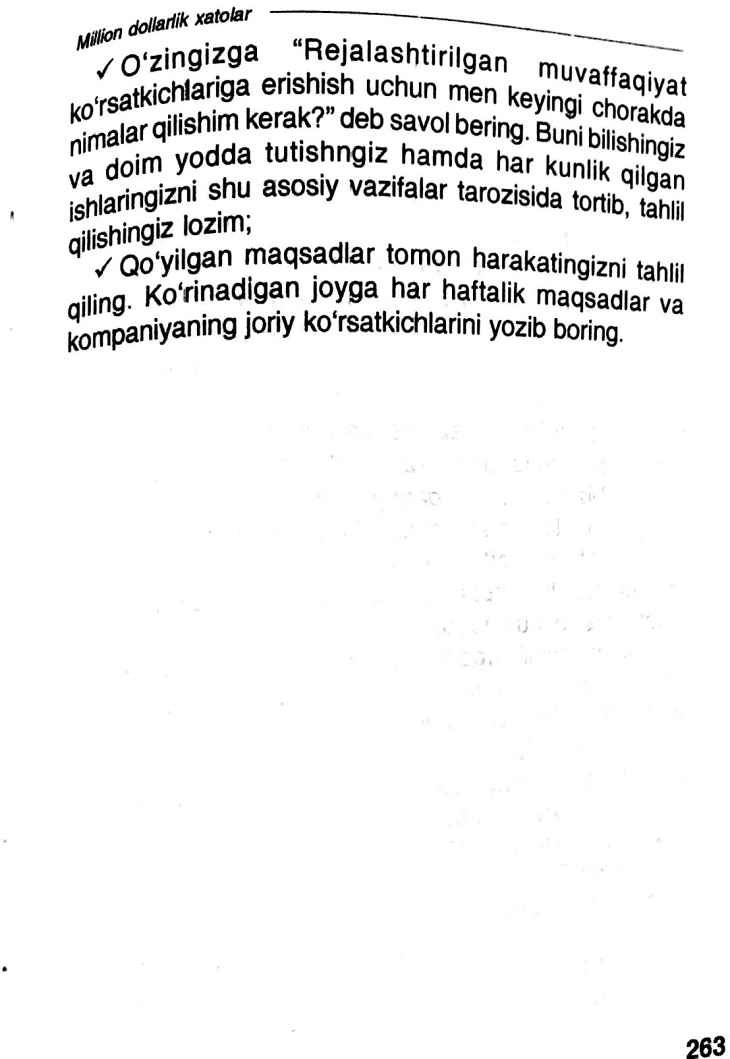 Million dollarlik xatolar
✓ O‘zingizga “Rejalashtirilgan muvaffaqiyat
ko‘rsatkichlariga erishish uchun men keyingi chorakda
nimalar qilishim kerak?” deb savol bering. Buni bilishingiz
va doim yodda tutishngiz hamda har kunlik qilgan
ishlaringizni shu asosiy vazifalar tarozisida tortib, tahlil
qilishingiz lozim;
✓ Qo‘yilgan maqsadlar tomon harakatingizni tahlil
qiling. Ko‘rinadigan joyga har haftalik maqsadlar va
kompaniyaning joriy ko‘rsatkichlarini yozib boring.
263